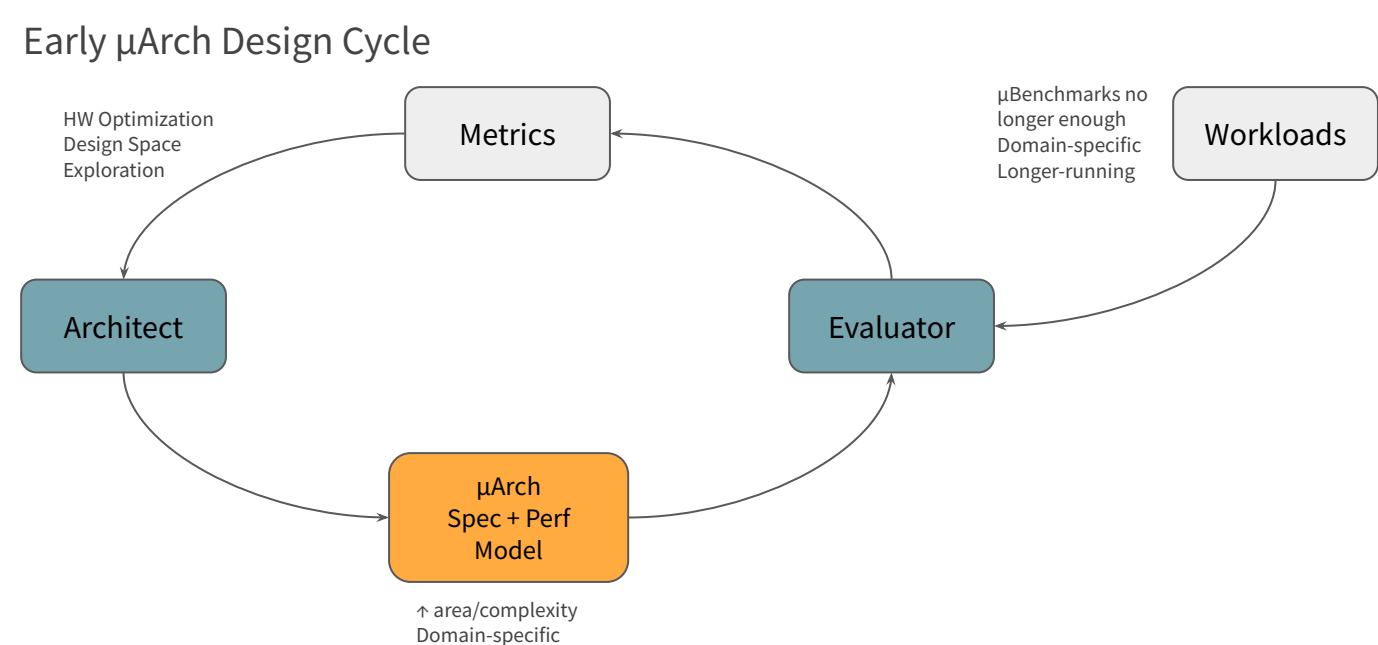 Early µArch Design Cycle
HW Optimization
Design Space
Exploration
Metrics
µBenchmarks no
longer enough
Domain-specific
Longer-running
Workloads
Architect
Evaluator
µArch
Spec + Perf
Model
↑ area/complexity
Domain-specific